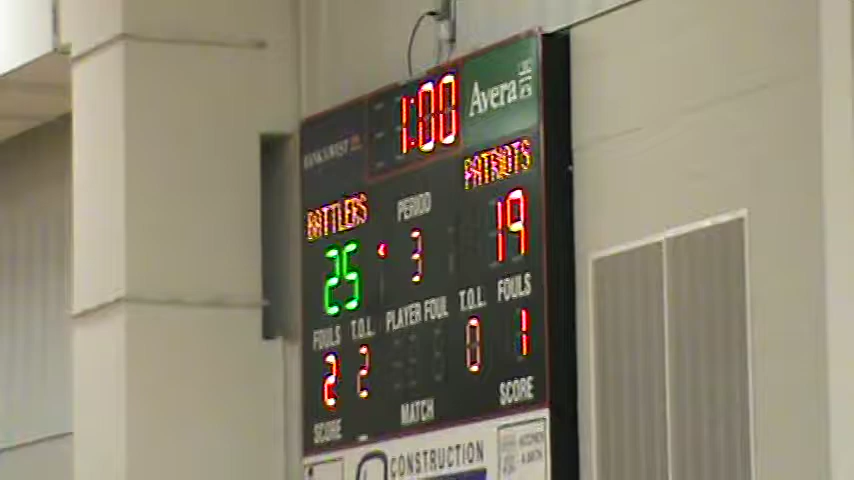 1:00
Avera
BANKWEST
PATRIOTS
RATTLERS
PERIOD
25 3 19
FOULS T.O.L. PLAYER FOUL T.O.L. FOULS
2 2 0 1
SCORE MATCH SCORE
CONSTRUCTION